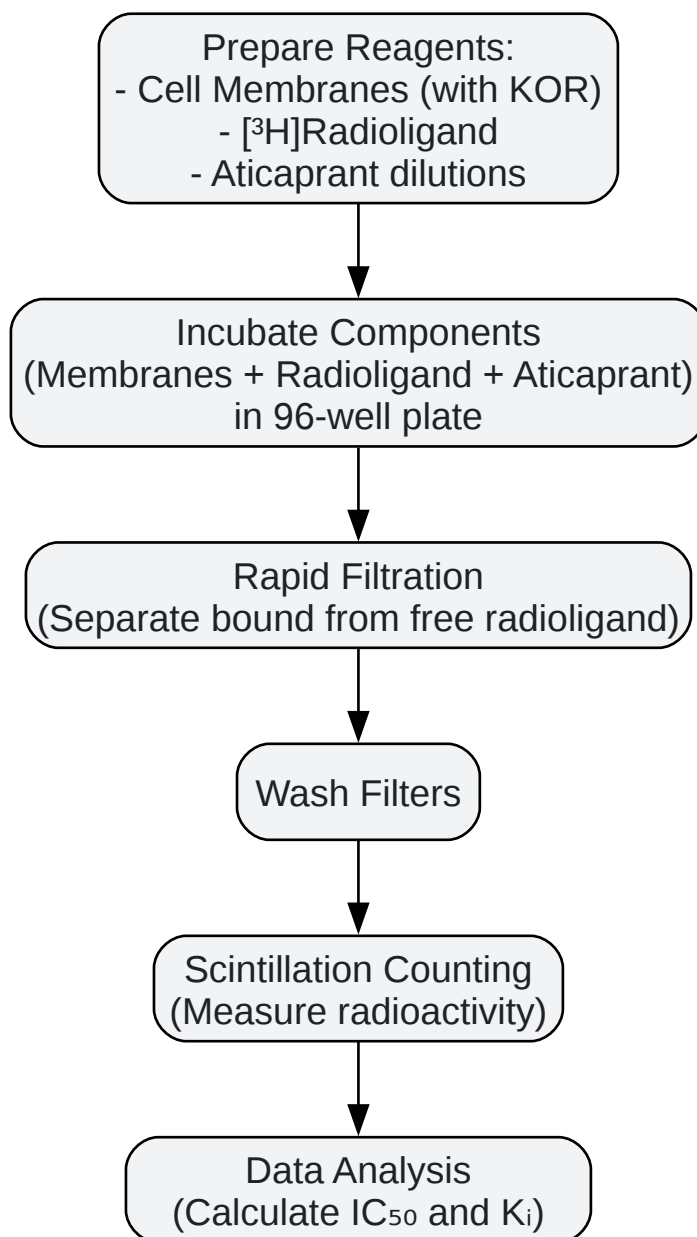 Prepare Reagents:
- Cell Membranes (with KOR)
- [³H]Radioligand
- Aticaprant dilutions
Incubate Components
(Membranes + Radioligand + Aticaprant)
in 96-well plate
Rapid Filtration
(Separate bound from free radioligand)
Wash Filters
Scintillation Counting
(Measure radioactivity)
Data Analysis
(Calculate IC₅₀ and Kᵢ)